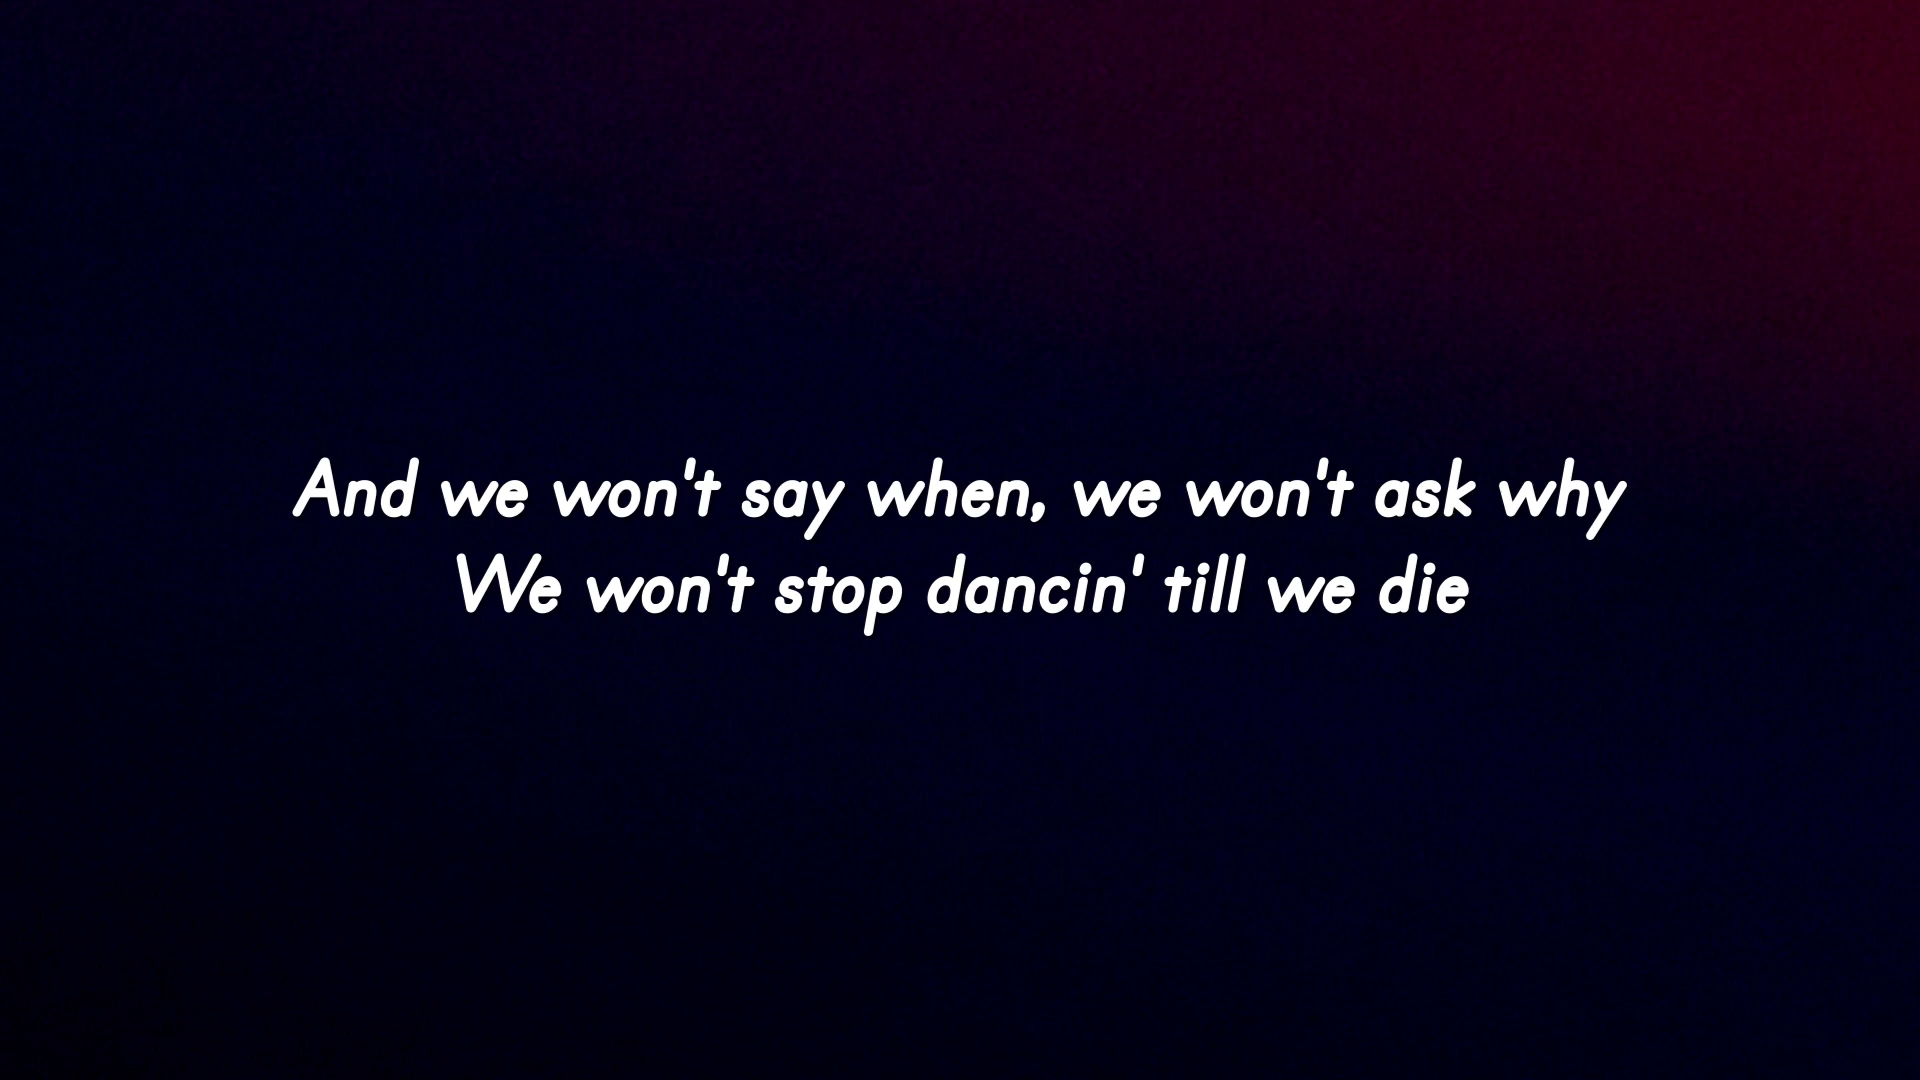 And we won't say when, we won't ask why
We won't stop dancin' till we die